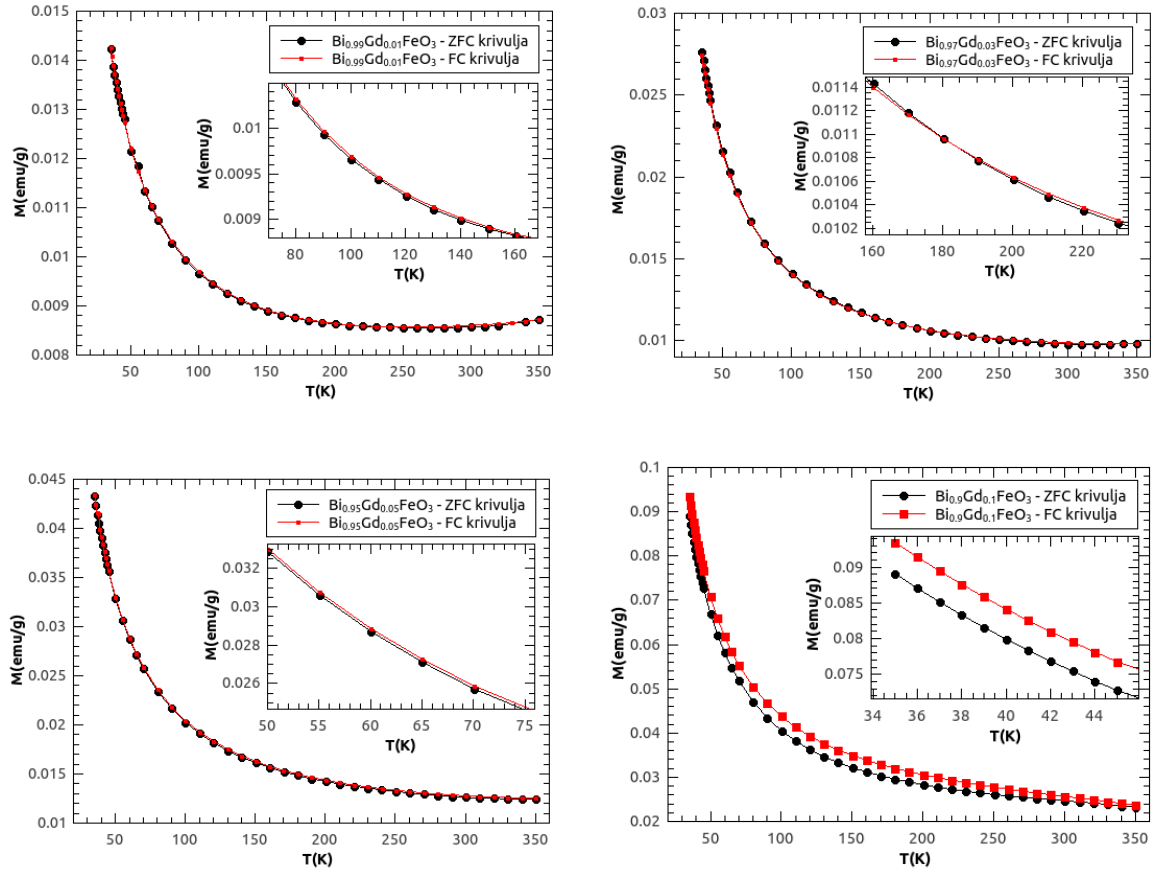 Bi0.99Gd0.01FeO3 - ZFC krivulja
Bi0.99Gd0.01FeO3 - FC krivulja
M(emu/g)
0.015
0.014
0.013
0.012
0.011
0.01
0.009
0.008
50 100 150 200 250 300 350
T(K)
M(emu/g)
0.01
0.0095
0.009
80 100 120 140 160
T(K)
Bi0.97Gd0.03FeO3 - ZFC krivulja
Bi0.97Gd0.03FeO3 - FC krivulja
M(emu/g)
0.03
0.025
0.02
0.015
0.01
50 100 150 200 250 300 350
T(K)
M(emu/g)
0.0114
0.0112
0.011
0.0108
0.0106
0.0104
0.0102
160 180 200 220
T(K)
Bi0.95Gd0.05FeO3 - ZFC krivulja
Bi0.95Gd0.05FeO3 - FC krivulja
M(emu/g)
0.045
0.04
0.035
0.03
0.025
0.02
0.015
0.01
50 100 150 200 250 300 350
T(K)
M(emu/g)
0.032
0.03
0.028
0.026
50 55 60 65 70 75
T(K)
Bi0.9Gd0.1FeO3 - ZFC krivulja
Bi0.9Gd0.1FeO3 - FC krivulja
M(emu/g)
0.1
0.09
0.08
0.07
0.06
0.05
0.04
0.03
0.02
50 100 150 200 250 300 350
T(K)
M(emu/g)
0.09
0.085
0.08
0.075
34 36 38 40 42 44
T(K)